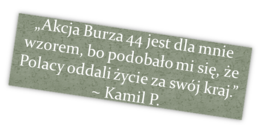 „Akcja Burza 44 jest dla mnie
wzorem, bo podobało mi się, że
Polacy oddali życie za swój kraj.”
~ Kamil P.